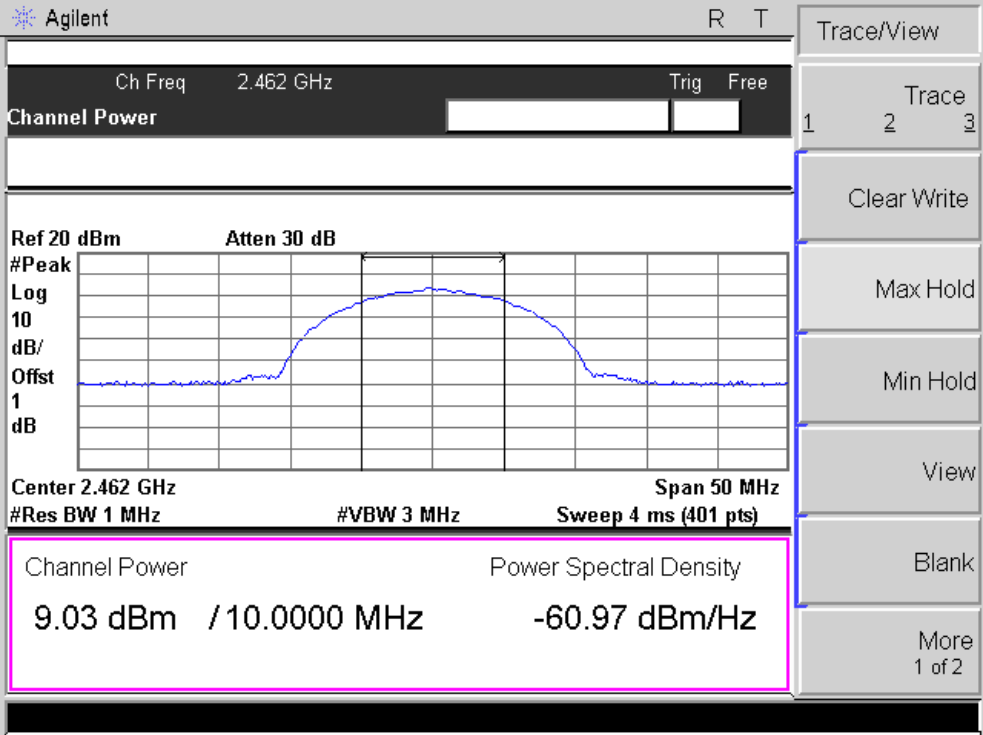 Agilent
R T
Ch Freq 2.462 GHz Trig Free
Channel Power
Ref 20 dBm Atten 30 dB
#Peak
Log
10
dB/
Offst
1
dB
Center 2.462 GHz Span 50 MHz
#Res BW 1 MHz #VBW 3 MHz Sweep 4 ms (401 pts)
Channel Power Power Spectral Density
9.03 dBm / 10.0000 MHz -60.97 dBm/Hz
Trace/View
Trace
1 2 3
Clear Write
Max Hold
Min Hold
View
Blank
More
1 of 2